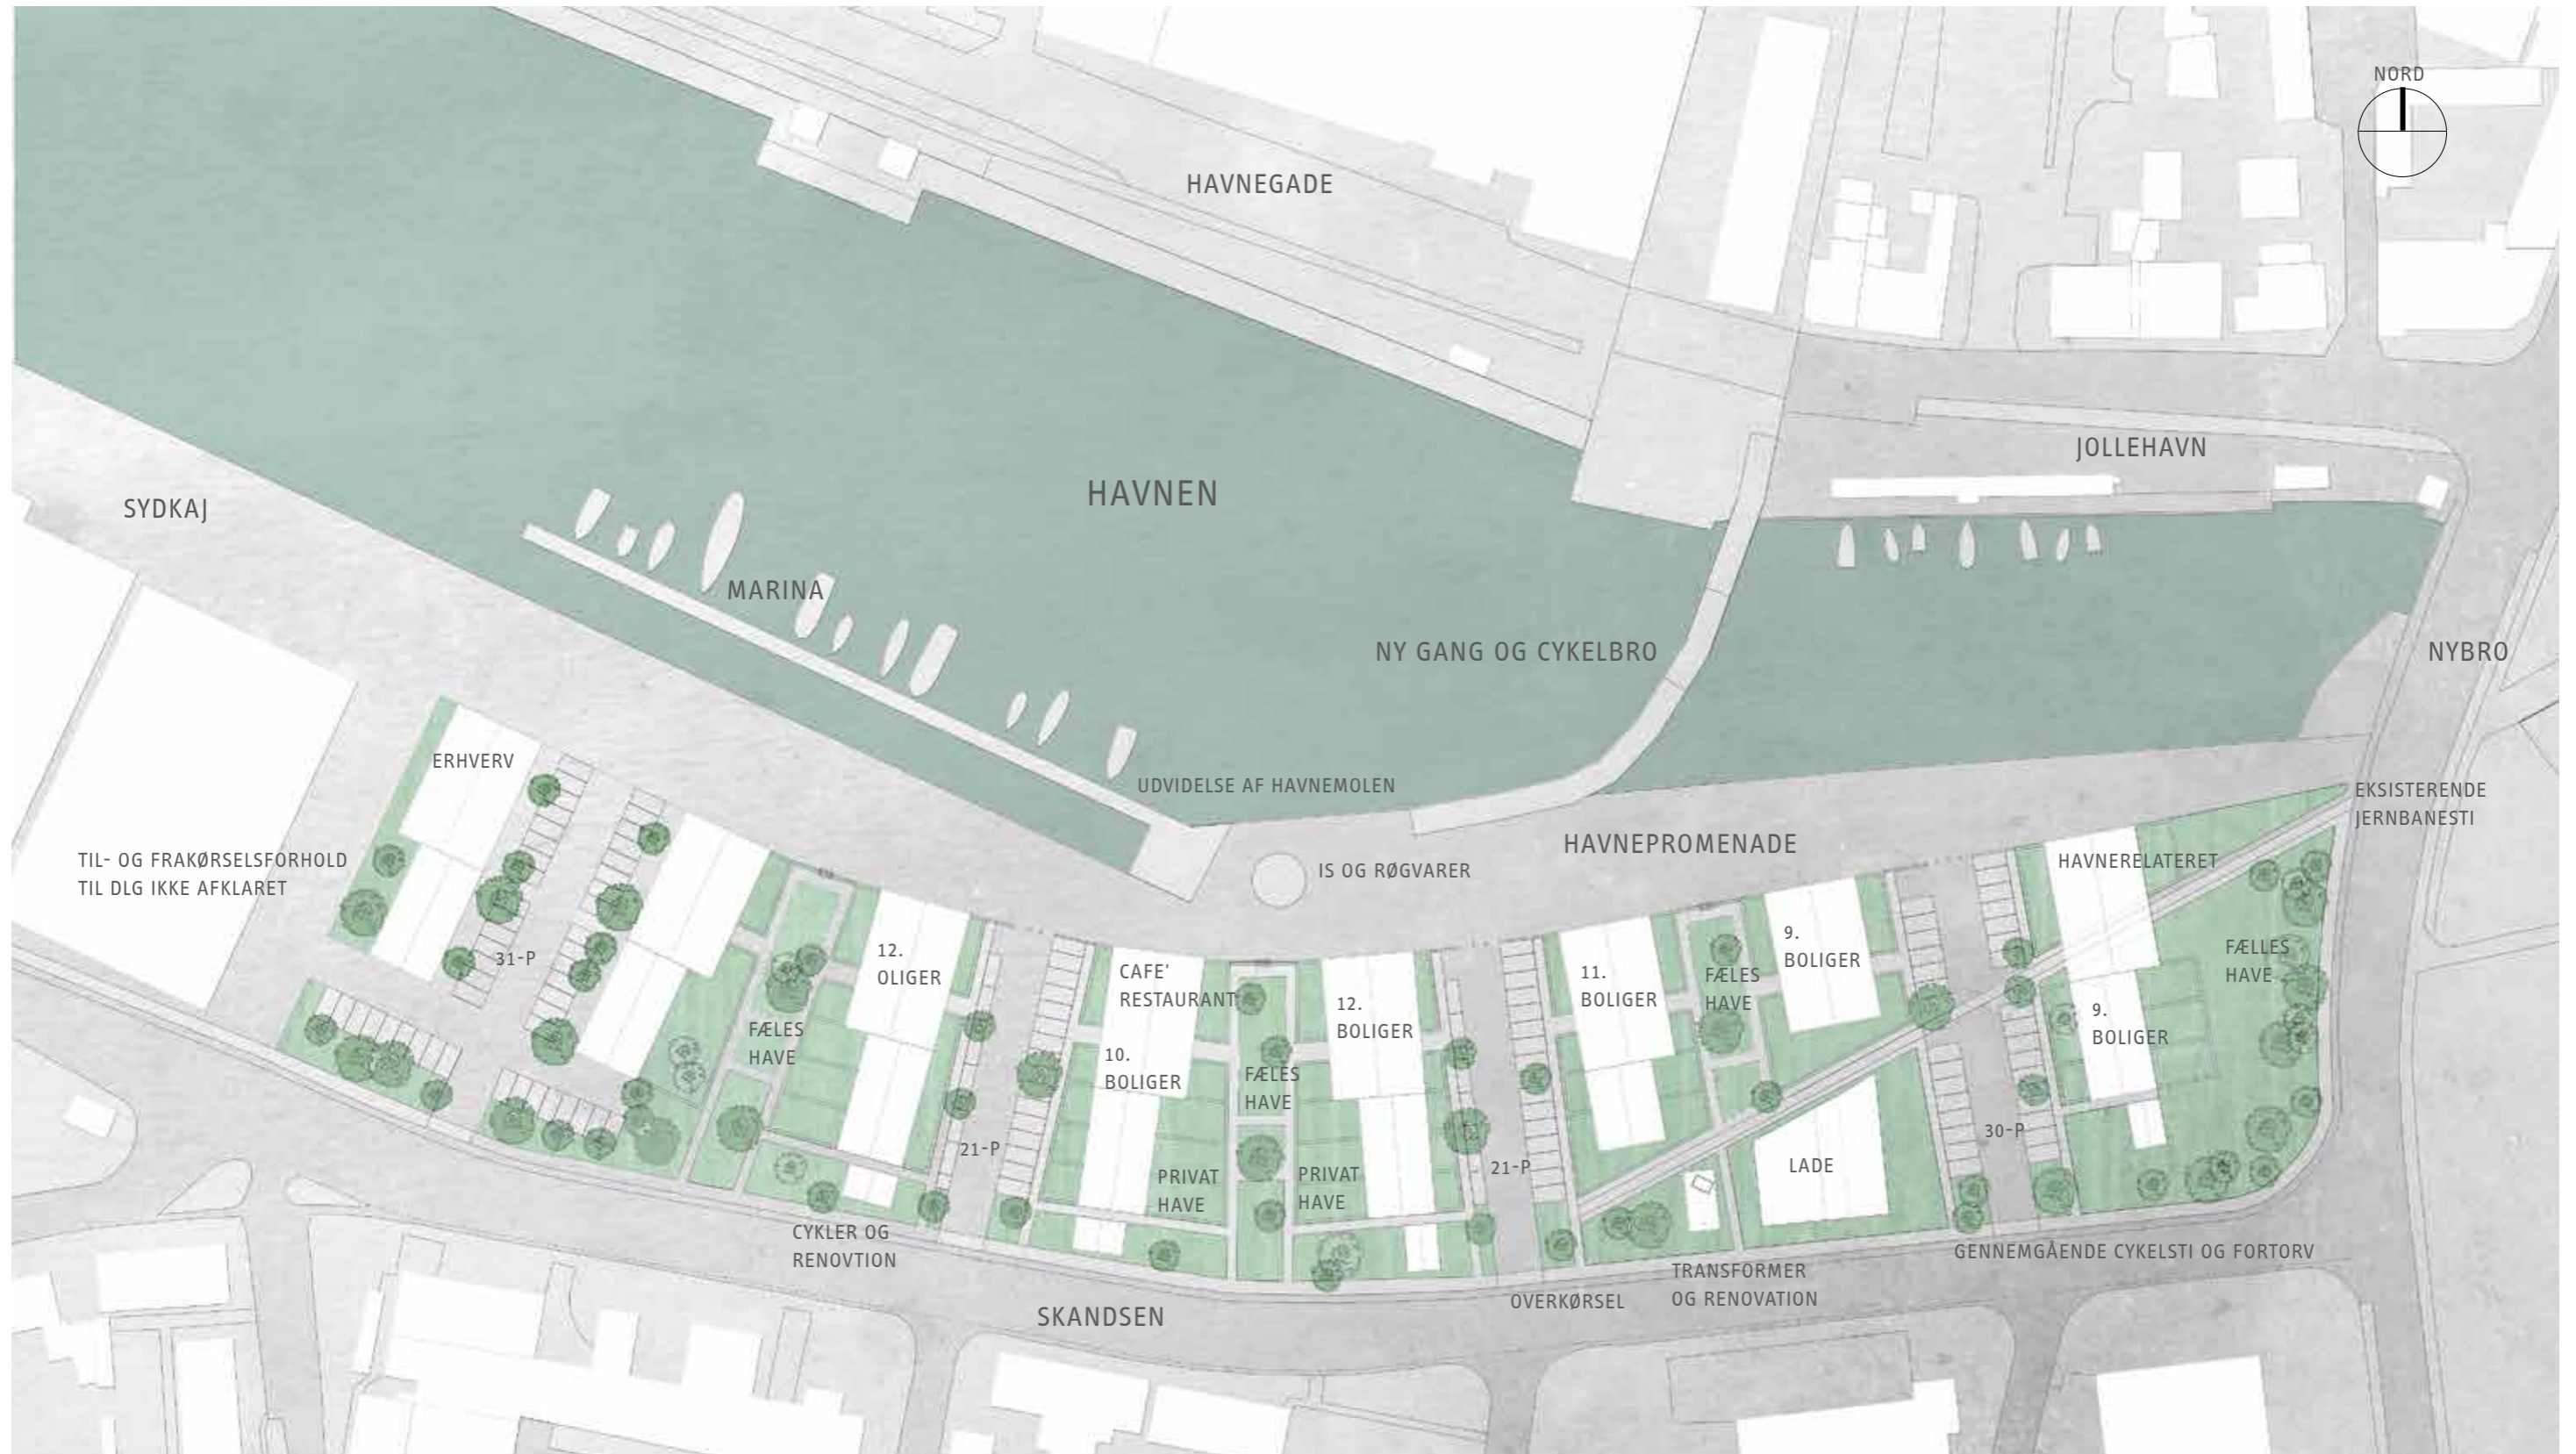 NORD
HAVNEGADE
JOLLEHAVN
HAVNEN
SYDKAJ
MARINA
NY GANG OG CYKELBRO
NYBRO
ERHVERV
UDVIDELSE AF HAVNEMOLEN
EKSISTERENDE
JERNBANESTI
HAVNEPROMENADE
TIL- OG FRAKØRSELSFORHOLD
TIL DLG IKKE AFKLARET
IS OG RØGVARER
HAVNERELATERET
31-P
12.
OLIGER
CAFE'
RESTAURANT
12.
BOLIGER
11.
BOLIGER
FÆLES
HAVE
9.
BOLIGER
FÆLLES
HAVE
FÆLES
HAVE
10.
BOLIGER
FÆLES
HAVE
9.
BOLIGER
21-P
PRIVAT
HAVE
PRIVAT
HAVE
21-P
LADE
30-P
CYKLER OG
RENOVTION
GENNEMGÅENDE CYKELSTI OG FORTORV
TRANSFORMER
OG RENOVATION
OVERKØRSEL
SKANDSEN